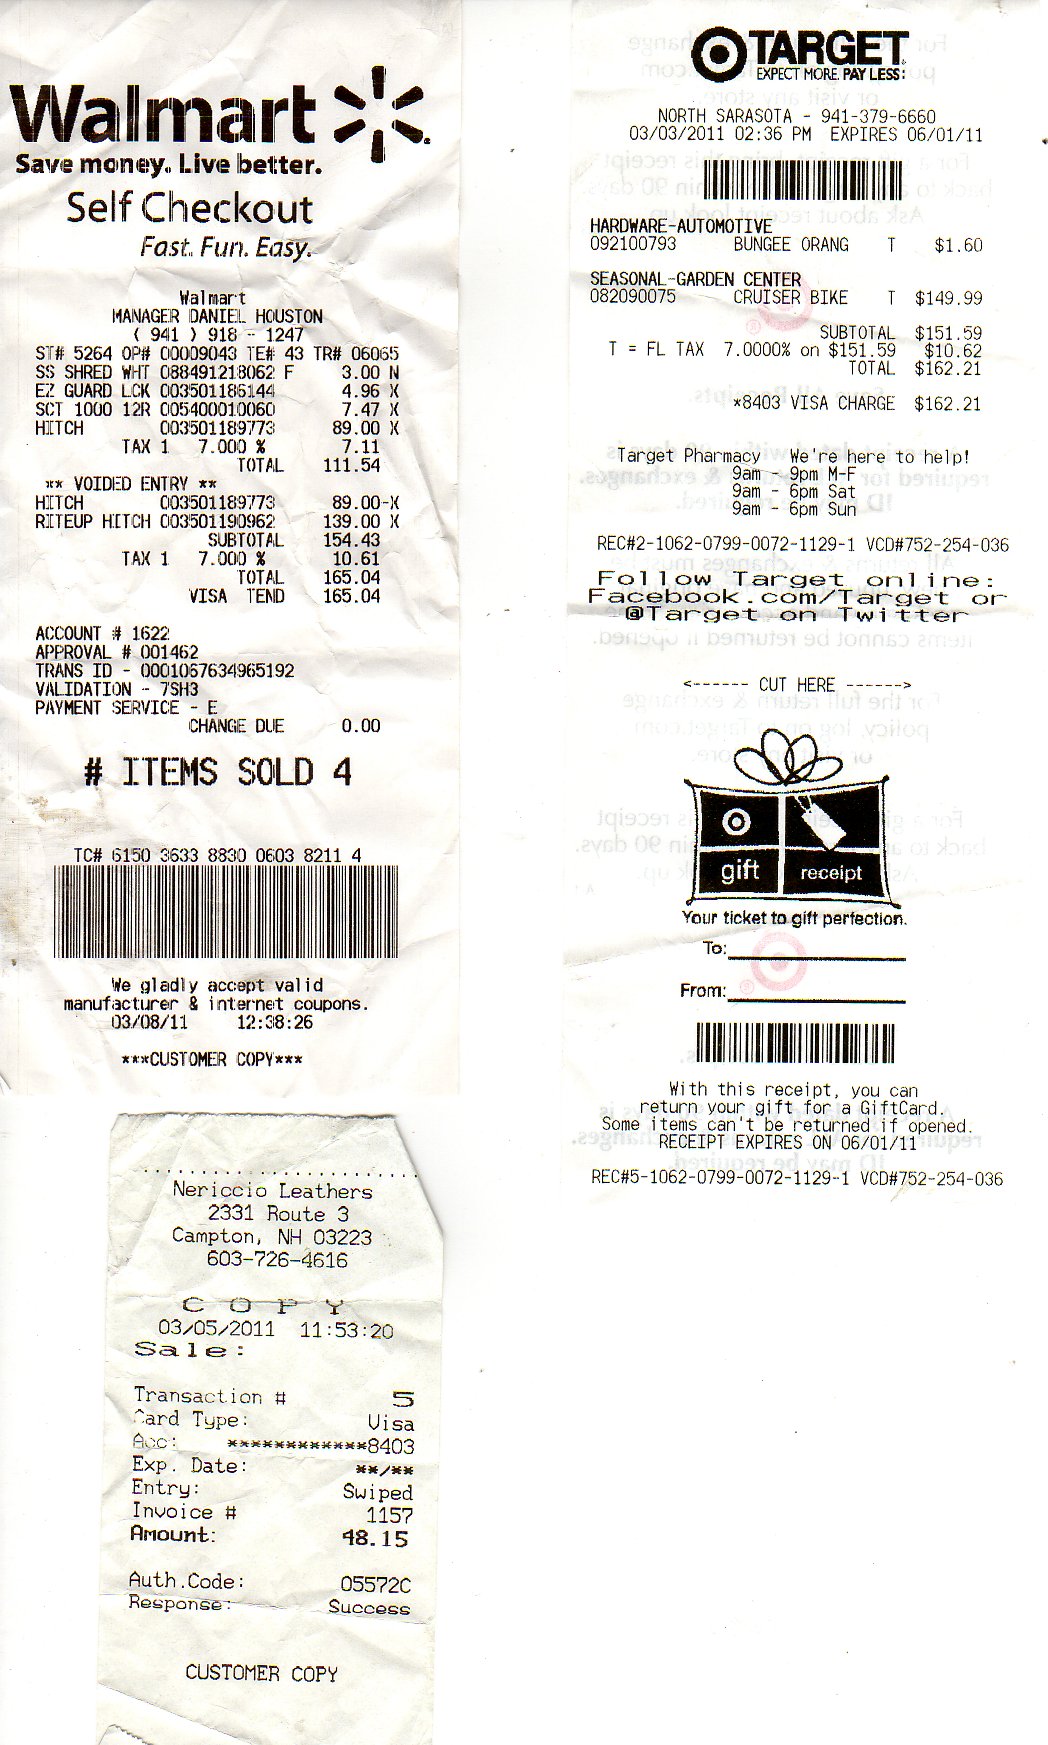 Walmart
Save money. Live better.
Self Checkout
Fast. Fun. Easy.
Walmart
MANAGER DANIEL HOUSTON
( 941 ) 918 - 1247
ST# 5264 OP# 00009043 TE# 43 TR# 06065
SS SHRED WHT 088491218062 F 3.00 N
EZ GUARD LCK 003501186144 4.96 X
SCT 1000 12R 005400010060 7.47 X
HITCH 003501189773 89.00 X
TAX 1 7.000 % 7.11
TOTAL 111.54
** VOIDED ENTRY **
HITCH 003501189773 89.00-X
RITEUP HITCH 003501190962 139.00 X
SUBTOTAL 154.43
TAX 1 7.000 % 10.61
TOTAL 165.04
VISA TEND 165.04
ACCOUNT # 1622
APPROVAL # 001462
TRANS ID - 0001067634965192
VALIDATION - 7SH3
PAYMENT SERVICE - E
CHANGE DUE 0.00
# ITEMS SOLD 4
TC# 6150 3633 8830 0603 8211 4
We gladly accept valid
manufacturer & internet coupons.
03/08/11 12:38:26
***CUSTOMER COPY***
TARGET
EXPECT MORE. PAY LESS.
NORTH SARASOTA - 941-379-6660
03/03/2011 02:36 PM EXPIRES 06/01/11
HARDWARE-AUTOMOTIVE
092100793 BUNGEE ORANG T $1.60
SEASONAL-GARDEN CENTER
082090075 CRUISER BIKE T $149.99
SUBTOTAL $151.59
T = FL TAX 7.0000% on $151.59 $10.62
TOTAL $162.21
*8403 VISA CHARGE $162.21
Target Pharmacy We're here to help!
9am - 9pm M-F
9am - 6pm Sat
9am - 6pm Sun
REC#2-1062-0799-0072-1129-1 VCD#752-254-036
Follow Target online:
Facebook.com/Target or
@Target on Twitter
<------ CUT HERE ------>
gift receipt
Your ticket to gift perfection.
To:
From:
With this receipt, you can
return your gift for a GiftCard.
Some items can't be returned if opened.
RECEIPT EXPIRES ON 06/01/11
REC#5-1062-0799-0072-1129-1 VCD#752-254-036
Nericcio Leathers
2331 Route 3
Campton, NH 03223
603-726-4616
COPY
03/05/2011 11:53:20
Sale:
Transaction # 5
Card Type: Visa
Acc: ************8403
Exp. Date: **/**
Entry: Swiped
Invoice # 1157
Amount: 48.15
Auth.Code: 05572C
Response: Success
CUSTOMER COPY